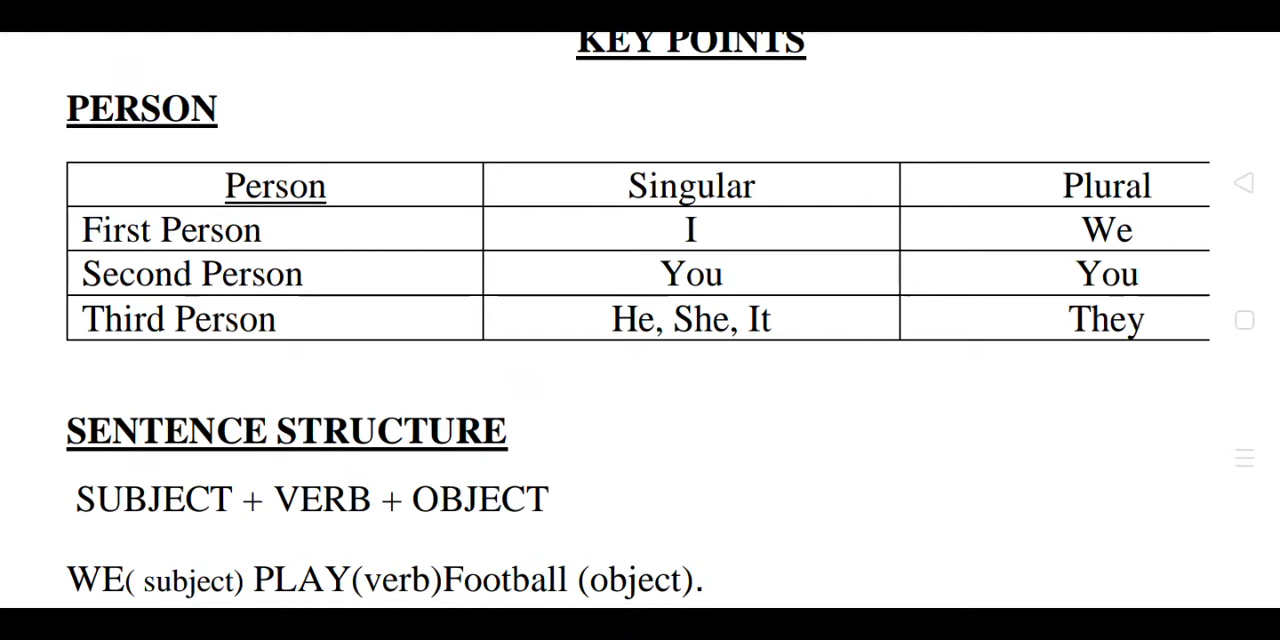 KEY POINTS
PERSON
Person Singular Plural
First Person I We
Second Person You You
Third Person He, She, It They
SENTENCE STRUCTURE
SUBJECT + VERB + OBJECT
WE( subject) PLAY(verb)Football (object).